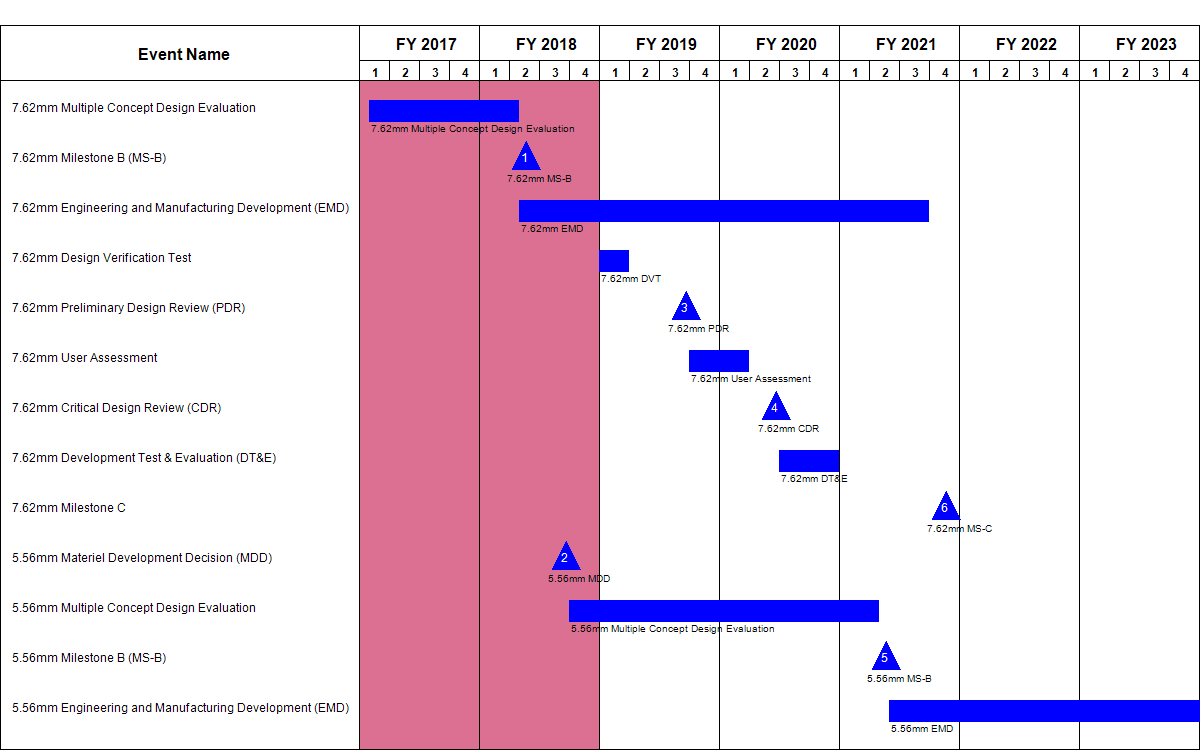 Event Name
FY 2017 FY 2018 FY 2019 FY 2020 FY 2021 FY 2022 FY 2023
1 2 3 4 1 2 3 4 1 2 3 4 1 2 3 4 1 2 3 4 1 2 3 4 1 2 3 4
7.62mm Multiple Concept Design Evaluation
7.62mm Multiple Concept Design Evaluation
7.62mm Milestone B (MS-B)
1
7.62mm MS-B
7.62mm Engineering and Manufacturing Development (EMD)
7.62mm EMD
7.62mm Design Verification Test
7.62mm DVT
7.62mm Preliminary Design Review (PDR)
3
7.62mm PDR
7.62mm User Assessment
7.62mm User Assessment
7.62mm Critical Design Review (CDR)
4
7.62mm CDR
7.62mm Development Test & Evaluation (DT&E)
7.62mm DT&E
7.62mm Milestone C
6
7.62mm MS-C
5.56mm Materiel Development Decision (MDD)
2
5.56mm MDD
5.56mm Multiple Concept Design Evaluation
5.56mm Multiple Concept Design Evaluation
5.56mm Milestone B (MS-B)
5
5.56mm MS-B
5.56mm Engineering and Manufacturing Development (EMD)
5.56mm EMD